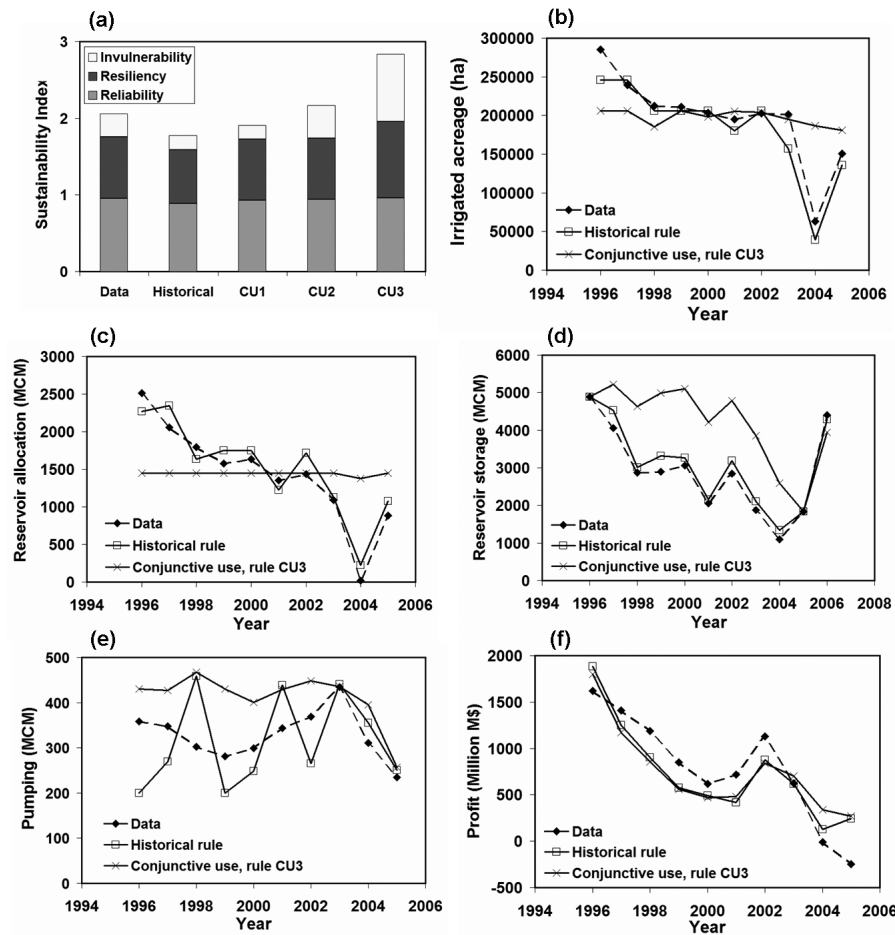 (a)
3
2
1
0
Sustainability Index
Invulnerability
Resiliency
Reliability
Data Historical CU1 CU2 CU3
(b)
300000
250000
200000
150000
100000
50000
0
Irrigated acreage (ha)
Data
Historical rule
Conjunctive use, rule CU3
1994 1996 1998 2000 2002 2004 2006
Year
(c)
3000
2500
2000
1500
1000
500
0
Reservoir allocation (MCM)
Data
Historical rule
Conjunctive use, rule CU3
1994 1996 1998 2000 2002 2004 2006
Year
(d)
6000
5000
4000
3000
2000
1000
0
Reservoir storage (MCM)
Data
Historical rule
Conjunctive use, rule CU3
1994 1996 1998 2000 2002 2004 2006 2008
Year
(e)
500
400
300
200
100
0
Pumping (MCM)
Data
Historical rule
Conjunctive use, rule CU3
1994 1996 1998 2000 2002 2004 2006
Year
(f)
2000
1500
1000
500
0
-500
Profit (Million M$)
Data
Historical rule
Conjunctive use, rule CU3
1994 1996 1998 2000 2002 2004 2006
Year